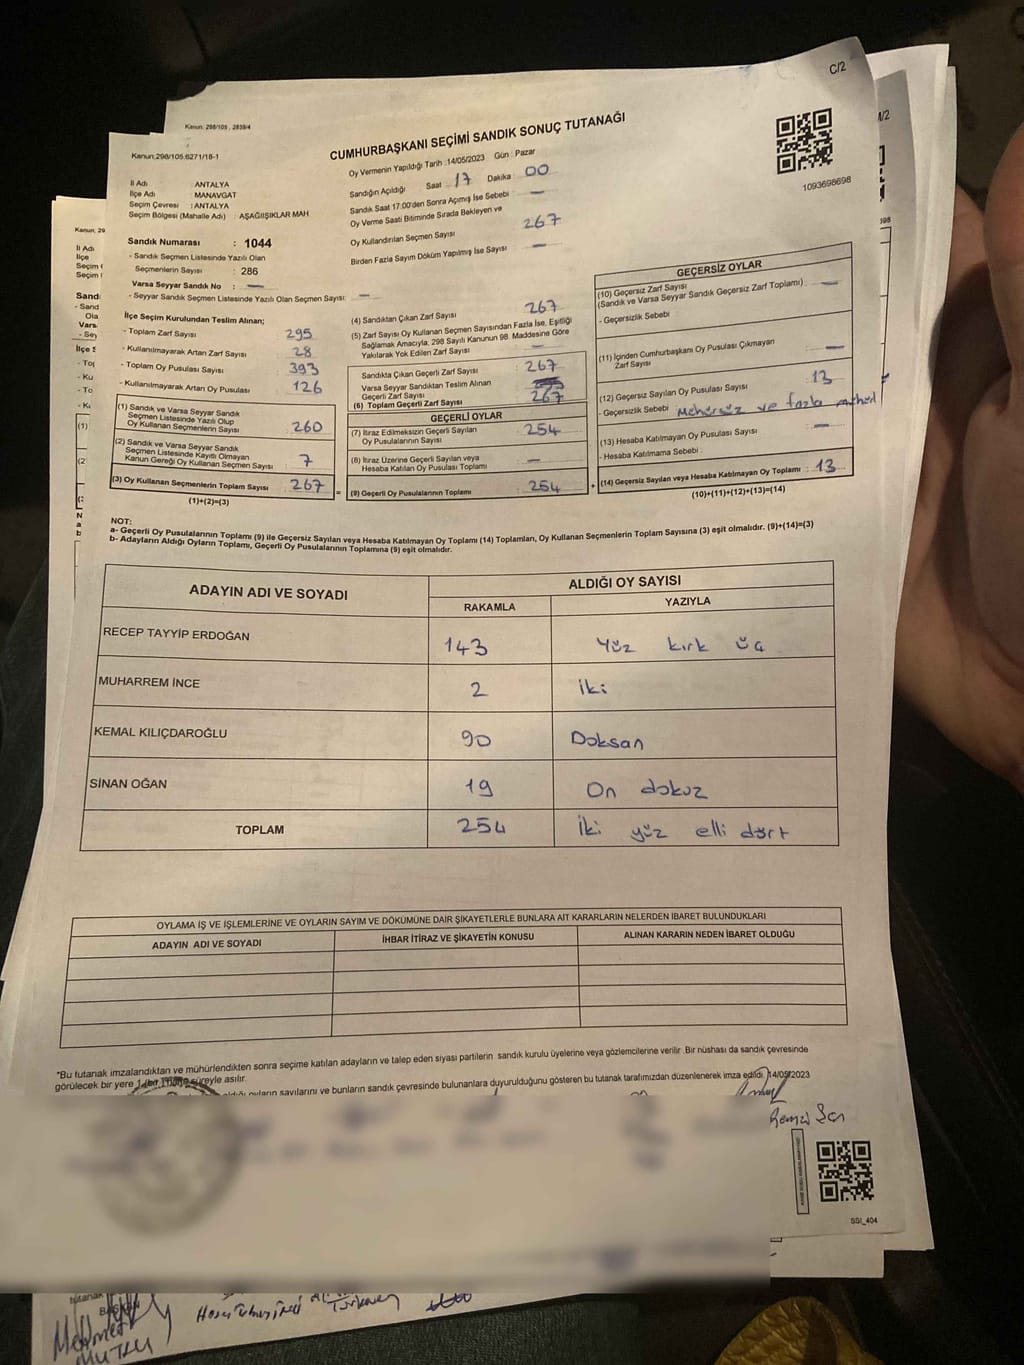 C/2
Kanun: 298/105 , 2839/4
Kanun:298/105.6271/18-1
CUMHURBAŞKANI SEÇİMİ SANDIK SONUÇ TUTANAĞI
1093698698
İl Adı : ANTALYA
İlçe Adı : MANAVGAT
Seçim Çevresi : ANTALYA
Seçim Bölgesi (Mahalle Adı) : AŞAĞIIŞIKLAR MAH
Sandık Numarası : 1044
- Sandık Seçmen Listesinde Yazılı Olan
Seçmenlerin Sayısı : 286
Varsa Seyyar Sandık No : —
- Seyyar Sandık Seçmen Listesinde Yazılı Olan Seçmen Sayısı: —
Oy Vermenin Yapıldığı Tarih :14/05/2023 Gün : Pazar
Sandığın Açıldığı Saat : 17 Dakika : 00
Sandık Saat 17:00'den Sonra Açımış İse Sebebi : —
Oy Verme Saati Bitiminde Sırada Bekleyen ve
Oy Kullandırılan Seçmen Sayısı 267
Birden Fazla Sayım Döküm Yapılmış İse Sayısı : —
İlçe Seçim Kurulundan Teslim Alınan;
- Toplam Zarf Sayısı 295
- Kullanılmayarak Artan Zarf Sayısı 28
- Toplam Oy Pusulası Sayısı 393
- Kullanılmayarak Artan Oy Pusulası 126
(1) Sandık ve Varsa Seyyar Sandık
Seçmen Listesinde Yazılı Olup
Oy Kullanan Seçmenlerin Sayısı 260
(2) Sandık ve Varsa Seyyar Sandık
Seçmen Listesinde Kayıtlı Olmayan
Kanun Gereği Oy Kullanan Seçmen Sayısı 7
(3) Oy Kullanan Seçmenlerin Toplam Sayısı 267
(1)+(2)=(3)
(4) Sandıktan Çıkan Zarf Sayısı 267
(5) Zarf Sayısı Oy Kullanan Seçmen Sayısından Fazla İse, Eşitliği
Sağlamak Amacıyla, 298 Sayılı Kanunun 98. Maddesine Göre
Yakılarak Yok Edilen Zarf Sayısı —
Sandıkta Çıkan Geçerli Zarf Sayısı : 267
Varsa Seyyar Sandıktan Teslim Alınan
Geçerli Zarf Sayısı
(6) Toplam Geçerli Zarf Sayısı : 267
GEÇERLİ OYLAR
(7) İtiraz Edilmeksizin Geçerli Sayılan
Oy Pusulalarının Sayısı : 254
(8) İtiraz Üzerine Geçerli Sayılan veya
Hesaba Katılan Oy Pusulası Toplamı : —
(9) Geçerli Oy Pusulalarının Toplamı : 254
GEÇERSİZ OYLAR
(10) Geçersiz Zarf Sayısı
(Sandık ve Varsa Seyyar Sandık Geçersiz Zarf Toplamı) : —
- Geçersizlik Sebebi
(11) İçinden Cumhurbaşkanı Oy Pusulası Çıkmayan
Zarf Sayısı : —
(12) Geçersiz Sayılan Oy Pusulası Sayısı : 13
- Geçersizlik Sebebi Mühürsüz ve fazla mühür
(13) Hesaba Katılmayan Oy Pusulası Sayısı : —
- Hesaba Katılmama Sebebi :
(14) Geçersiz Sayılan veya Hesaba Katılmayan Oy Toplamı : 13
(10)+(11)+(12)+(13)=(14)
NOT:
a- Geçerli Oy Pusulalarının Toplamı (9) ile Geçersiz Sayılan veya Hesaba Katılmayan Oy Toplamı (14) Toplamları, Oy Kullanan Seçmenlerin Toplam Sayısına (3) eşit olmalıdır. (9)+(14)=(3)
b- Adayların Aldığı Oyların Toplamı, Geçerli Oy Pusulalarının Toplamına (9) eşit olmalıdır.
ADAYIN ADI VE SOYADI ALDIĞI OY SAYISI
RAKAMLA YAZIYLA
RECEP TAYYİP ERDOĞAN 143 Yüz kırk üç
MUHARREM İNCE 2 iki
KEMAL KILIÇDAROĞLU 90 Doksan
SİNAN OĞAN 19 On dokuz
TOPLAM 254 İki yüz elli dört
OYLAMA İŞ VE İŞLEMLERİNE VE OYLARIN SAYIM VE DÖKÜMÜNE DAİR ŞİKAYETLERLE BUNLARA AİT KARARLARIN NELERDEN İBARET BULUNDUKLARI
ADAYIN ADI VE SOYADI İHBAR İTİRAZ VE ŞİKAYETİN KONUSU ALINAN KARARIN NEDEN İBARET OLDUĞU
*Bu tutanak imzalandıktan ve mühürlendikten sonra seçime katılan adayların ve talep eden siyasi partilerin sandık kurulu üyelerine veya gözlemcilerine verilir .Bir nüshası da sandık çevresinde
görülecek bir yere süreyle asılır.
oyların sayılarını ve bunların sandık çevresinde bulunanlara duyurulduğunu gösteren bu tutanak tarafımızdan düzenlenerek imza edildi. 14/05/2023
SSI_404
tutanak
Mehmet
MUTLU